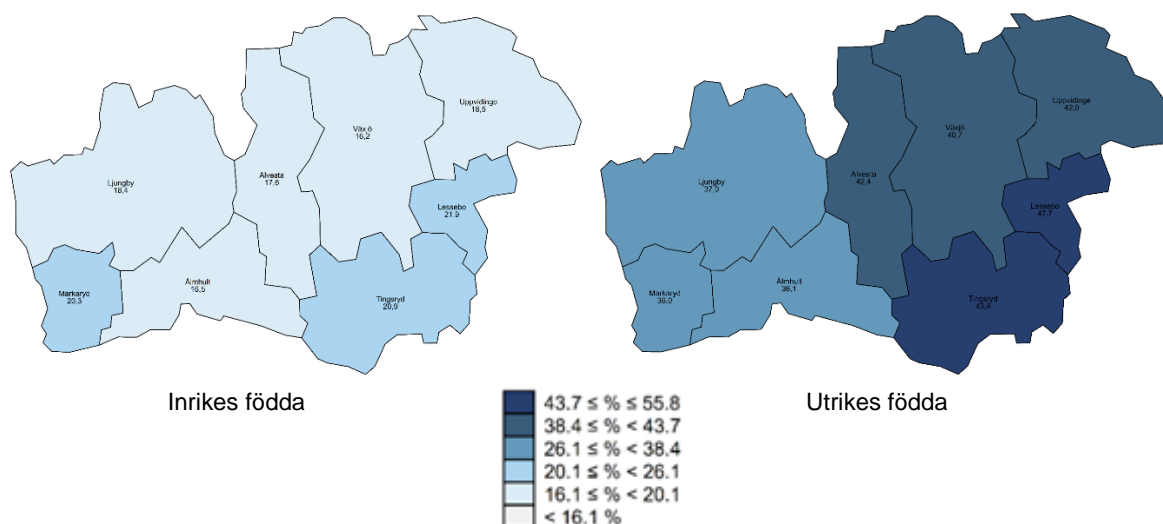 Uppvidinge
18,5
Växjö
16,2
Alvesta
17,6
Ljungby
18,4
Lessebo
21,9
Markaryd
20,3
Älmhult
16,5
Tingsryd
20,9
Inrikes födda
Uppvidinge
42,0
Växjö
40,7
Alvesta
42,4
Ljungby
37,0
Lessebo
47,7
Markaryd
36,0
Älmhult
36,1
Tingsryd
43,9
Utrikes födda
43.7 ≤ % ≤ 55.8
38.4 ≤ % < 43.7
26.1 ≤ % < 38.4
20.1 ≤ % < 26.1
16.1 ≤ % < 20.1
< 16.1 %